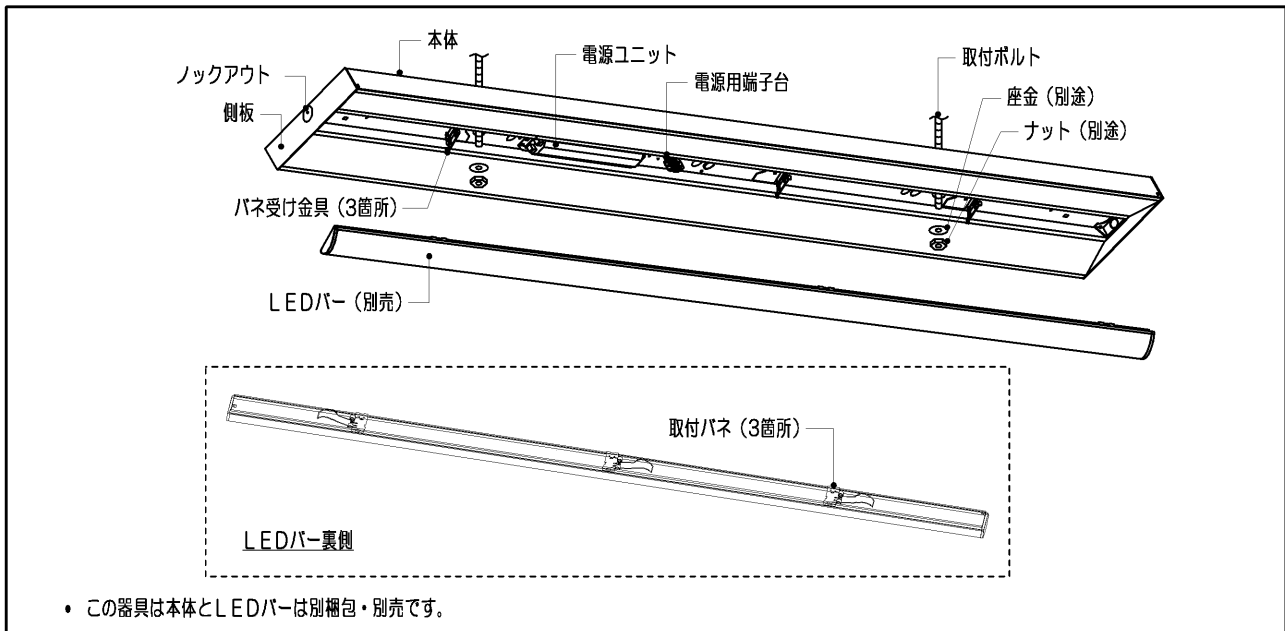 本体
電源ユニット
取付ボルト
ノックアウト
電源用端子台
座金（別途）
側板
ナット（別途）
バネ受け金具（3箇所）
ＬＥＤバー（別売）
取付バネ（3箇所）
ＬＥＤバー裏側
• この器具は本体とＬＥＤバーは別梱包・別売です。